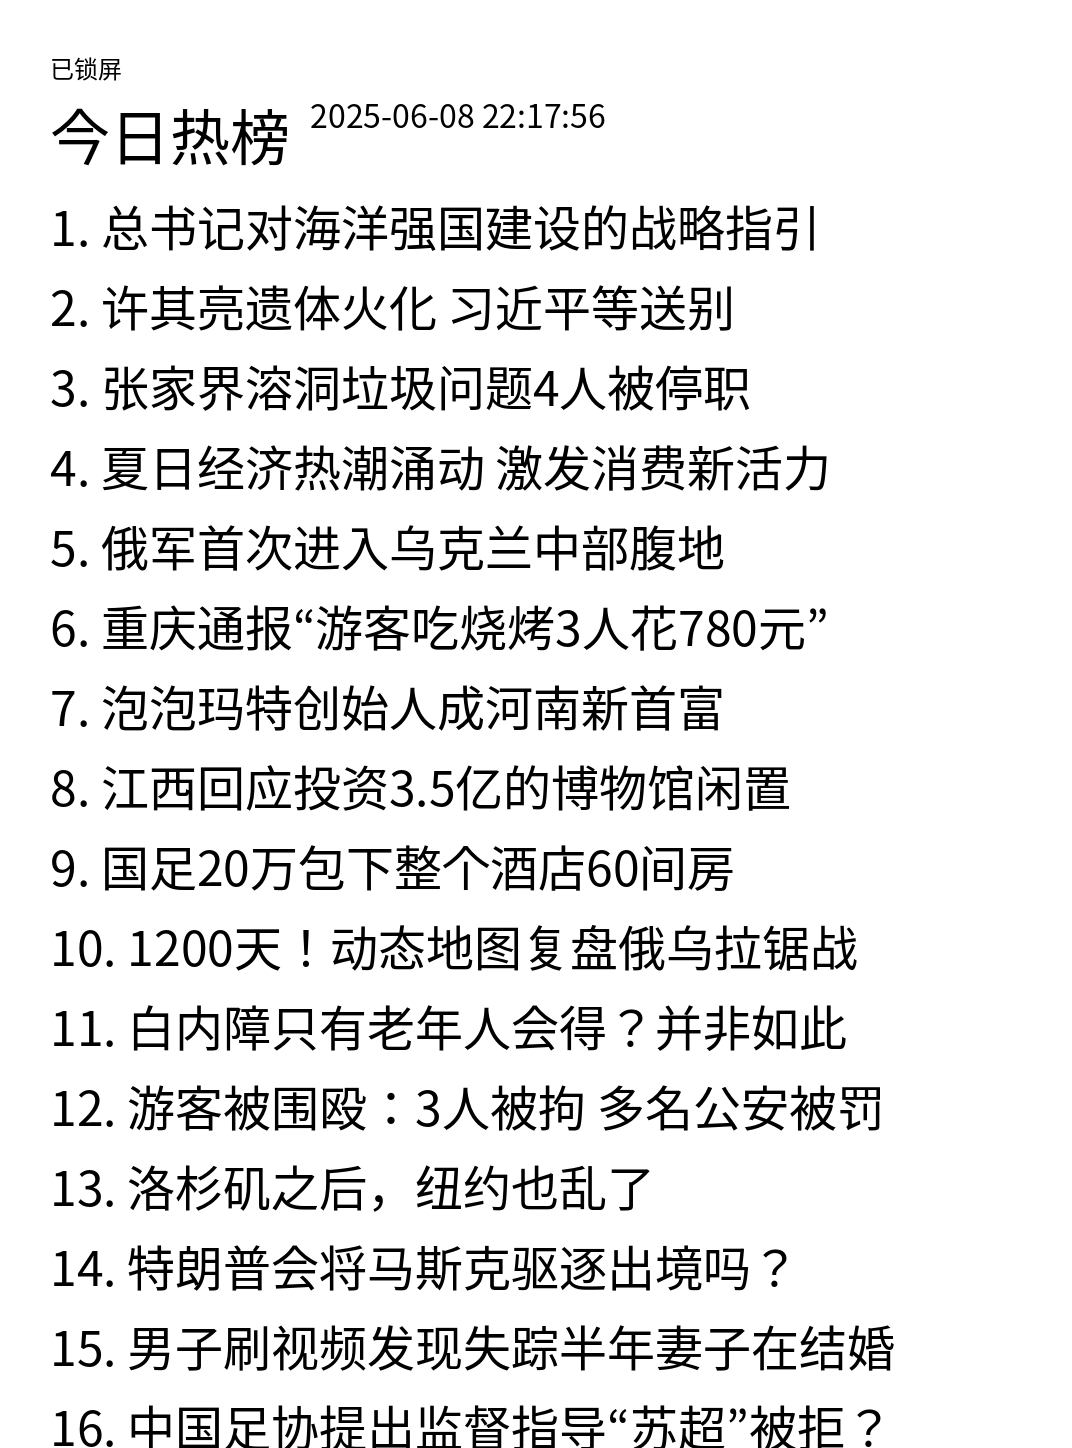 已锁屏
今日热榜 2025-06-08 22:17:56
1. 总书记对海洋强国建设的战略指引
2. 许其亮遗体火化 习近平等送别
3. 张家界溶洞垃圾问题4人被停职
4. 夏日经济热潮涌动 激发消费新活力
5. 俄军首次进入乌克兰中部腹地
6. 重庆通报“游客吃烧烤3人花780元”
7. 泡泡玛特创始人成河南新首富
8. 江西回应投资3.5亿的博物馆闲置
9. 国足20万包下整个酒店60间房
10. 1200天！动态地图复盘俄乌拉锯战
11. 白内障只有老年人会得？并非如此
12. 游客被围殴：3人被拘 多名公安被罚
13. 洛杉矶之后，纽约也乱了
14. 特朗普会将马斯克驱逐出境吗？
15. 男子刷视频发现失踪半年妻子在结婚
16. 中国足协提出监督指导“苏超”被拒？